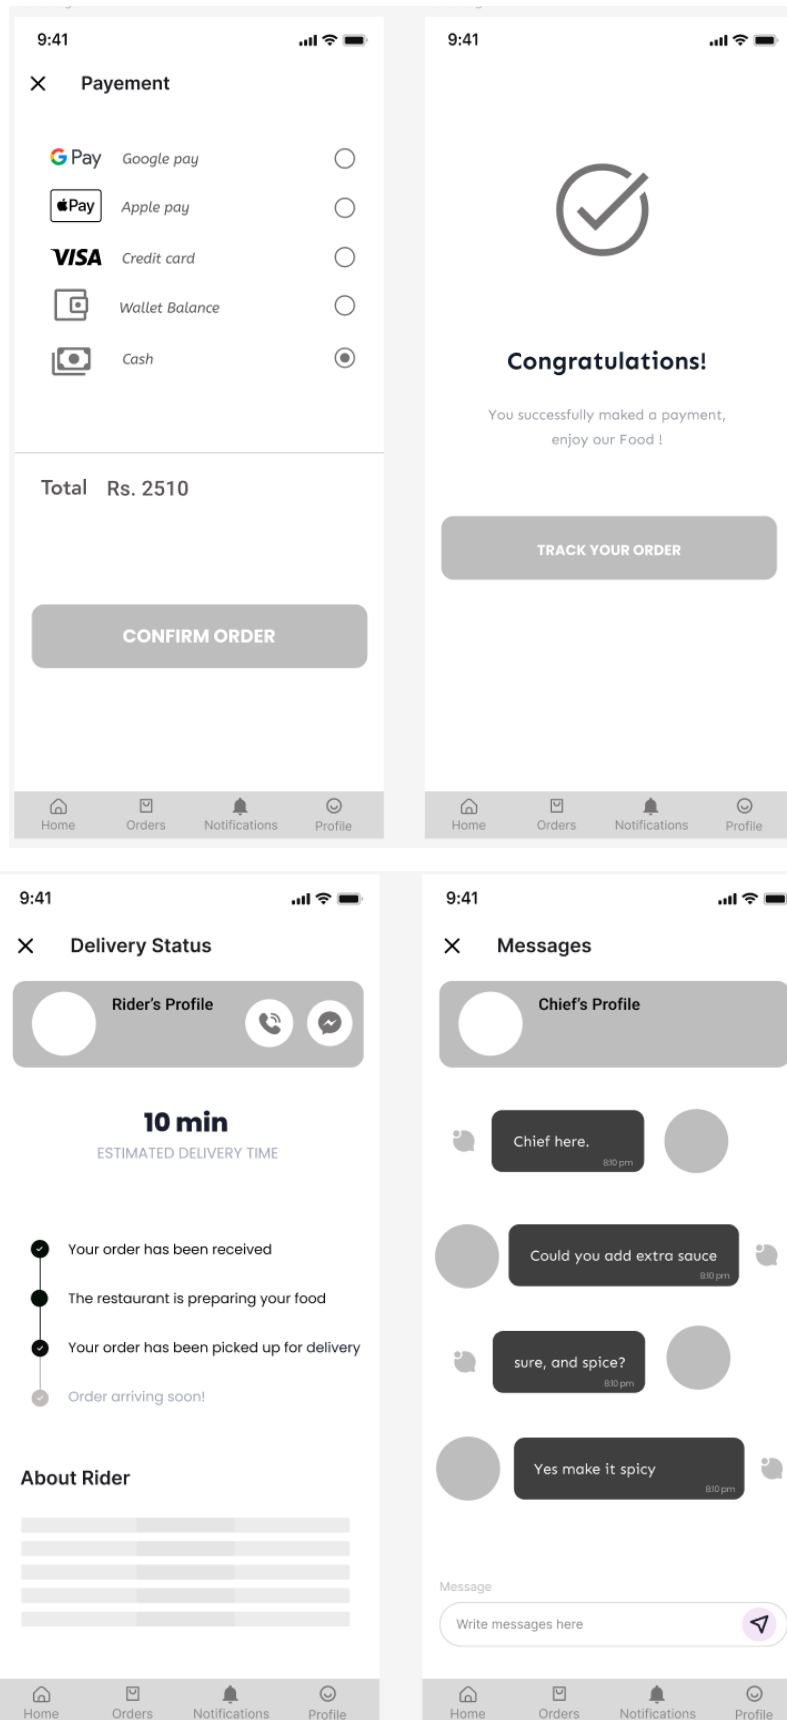 9:41
Payement
G Pay Google pay
Pay Apple pay
VISA Credit card
Wallet Balance
Cash
Total Rs. 2510
CONFIRM ORDER
Home Orders Notifications Profile
9:41
Congratulations!
You successfully maked a payment,
enjoy our Food !
TRACK YOUR ORDER
Home Orders Notifications Profile
9:41
Delivery Status
Rider's Profile
10 min
ESTIMATED DELIVERY TIME
Your order has been received
The restaurant is preparing your food
Your order has been picked up for delivery
Order arriving soon!
About Rider
Home Orders Notifications Profile
9:41
Messages
Chief's Profile
Chief here.
8:10 pm
Could you add extra sauce
8:10 pm
sure, and spice?
8:10 pm
Yes make it spicy
8:10 pm
Message
Write messages here
Home Orders Notifications Profile